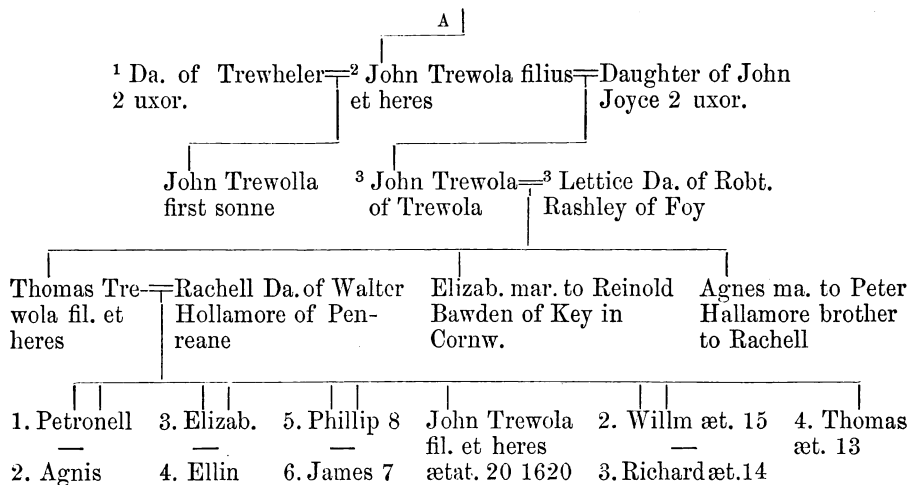 A
¹ Da. of Trewheler
2 uxor.
² John Trewola filius
et heres
Daughter of John
Joyce 2 uxor.
John Trewolla
first sonne
³ John Trewola
of Trewola
³ Lettice Da. of Robt.
Rashley of Foy
Thomas Tre-
wola fil. et
heres
Rachell Da. of Walter
Hollamore of Pen-
reane
Elizab. mar. to Reinold
Bawden of Key in
Cornw.
Agnes ma. to Peter
Hallamore brother
to Rachell
1. Petronell
—
2. Agnis
3. Elizab.
—
4. Ellin
5. Phillip 8
—
6. James 7
John Trewola
fil. et heres
ætat. 20 1620
2. Willm æt. 15
—
3. Richard æt. 14
4. Thomas
æt. 13